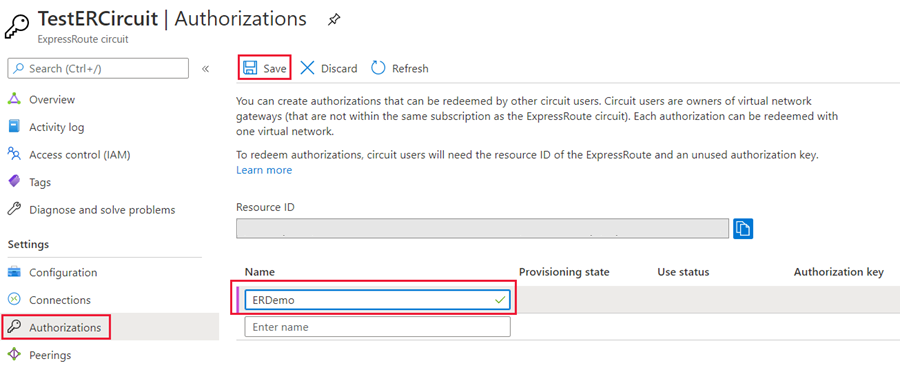 TestERCircuit | Authorizations
ExpressRoute circuit
Search (Ctrl+/)
«
Overview
Activity log
Access control (IAM)
Tags
Diagnose and solve problems
Settings
Configuration
Connections
Authorizations
Peerings
Save
Discard
Refresh
You can create authorizations that can be redeemed by other circuit users. Circuit users are owners of virtual network
gateways (that are not within the same subscription as the ExpressRoute circuit). Each authorization can be redeemed with
one virtual network.
To redeem authorizations, circuit users will need the resource ID of the ExpressRoute and an unused authorization key.
Learn more
Resource ID
Name Provisioning state Use status Authorization key
ERDemo
Enter name